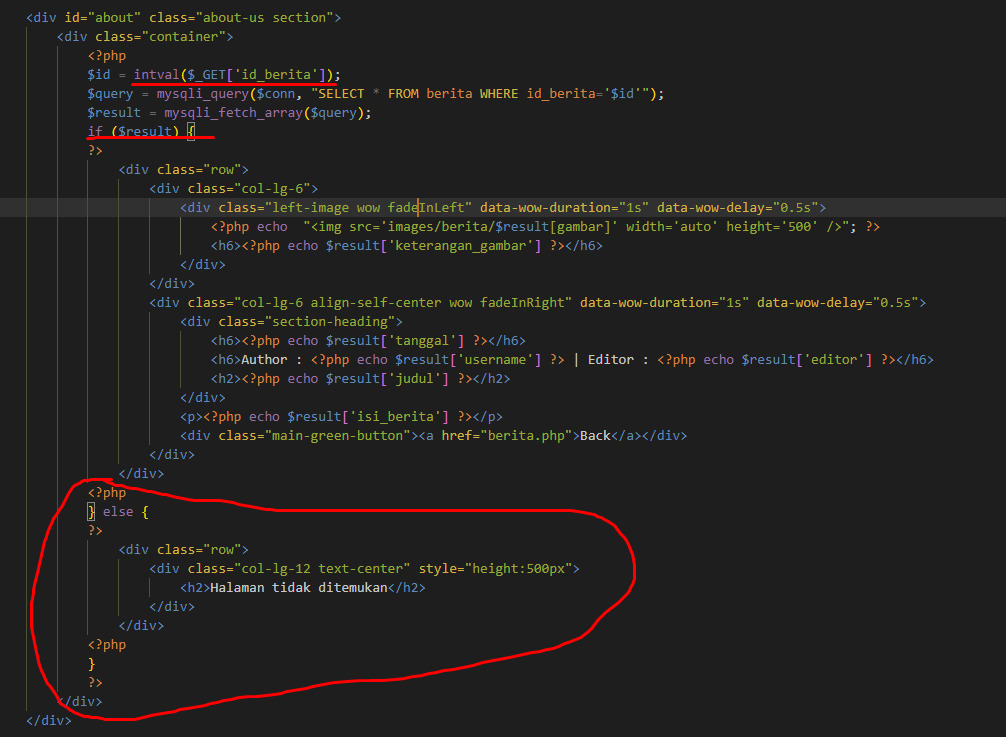 <div id="about" class="about-us section">
<div class="container">
<?php
$id = intval($_GET['id_berita']);
$query = mysqli_query($conn, "SELECT * FROM berita WHERE id_berita='$id'");
$result = mysqli_fetch_array($query);
if ($result) {
?>
<div class="row">
<div class="col-lg-6">
<div class="left-image wow fadeInLeft" data-wow-duration="1s" data-wow-delay="0.5s">
<?php echo  "<img src='images/berita/$result[gambar]' width='auto' height='500' />"; ?>
<h6><?php echo $result['keterangan_gambar'] ?></h6>
</div>
</div>
<div class="col-lg-6 align-self-center wow fadeInRight" data-wow-duration="1s" data-wow-delay="0.5s">
<div class="section-heading">
<h6><?php echo $result['tanggal'] ?></h6>
<h6>Author : <?php echo $result['username'] ?> | Editor : <?php echo $result['editor'] ?></h6>
<h2><?php echo $result['judul'] ?></h2>
</div>
<p><?php echo $result['isi_berita'] ?></p>
<div class="main-green-button"><a href="berita.php">Back</a></div>
</div>
</div>
<?php
} else {
?>
<div class="row">
<div class="col-lg-12 text-center" style="height:500px">
<h2>Halaman tidak ditemukan</h2>
</div>
</div>
<?php
}
?>
</div>
</div>